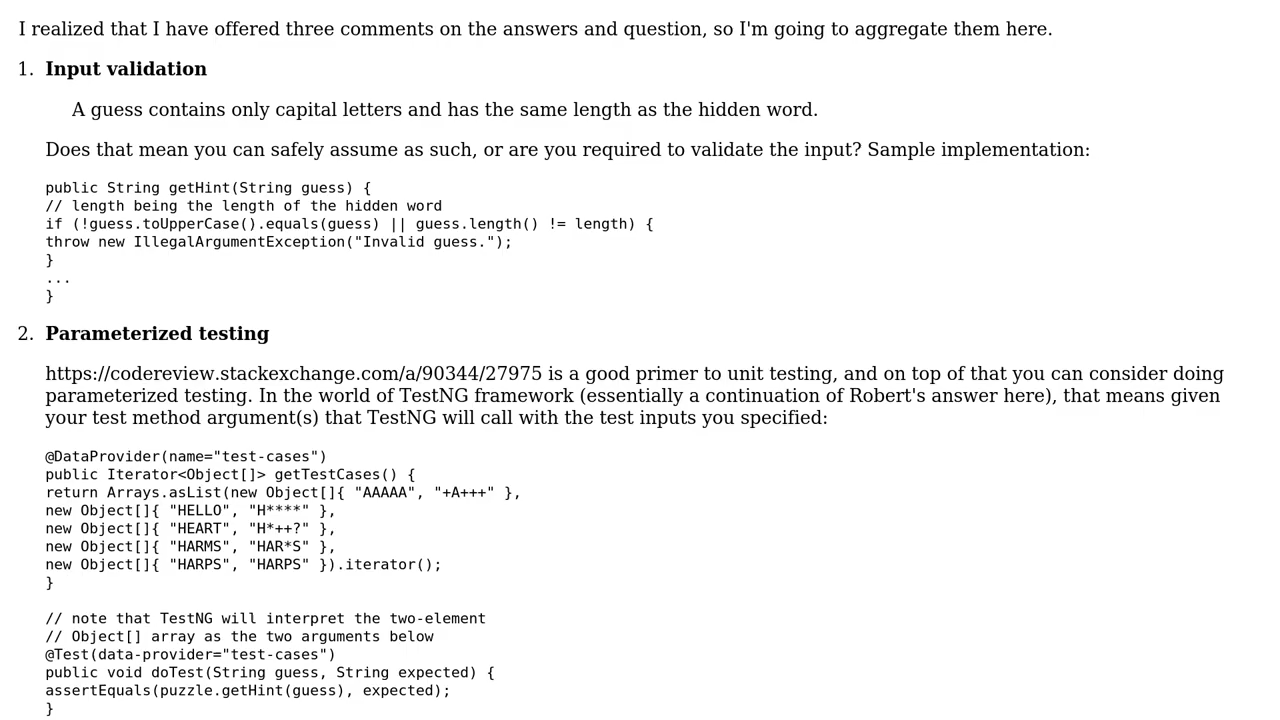 I realized that I have offered three comments on the answers and question, so I'm going to aggregate them here.
1. Input validation
A guess contains only capital letters and has the same length as the hidden word.
Does that mean you can safely assume as such, or are you required to validate the input? Sample implementation:
public String getHint(String guess) {
// length being the length of the hidden word
if (!guess.toUpperCase().equals(guess) || guess.length() != length) {
throw new IllegalArgumentException("Invalid guess.");
}
...
}
2. Parameterized testing
https://codereview.stackexchange.com/a/90344/27975 is a good primer to unit testing, and on top of that you can consider doing
parameterized testing. In the world of TestNG framework (essentially a continuation of Robert's answer here), that means given
your test method argument(s) that TestNG will call with the test inputs you specified:
@DataProvider(name="test-cases")
public Iterator<Object[]> getTestCases() {
return Arrays.asList(new Object[]{ "AAAAA", "+A+++" },
new Object[]{ "HELLO", "H****" },
new Object[]{ "HEART", "H*++?" },
new Object[]{ "HARMS", "HAR*S" },
new Object[]{ "HARPS", "HARPS" }).iterator();
}
// note that TestNG will interpret the two-element
// Object[] array as the two arguments below
@Test(data-provider="test-cases")
public void doTest(String guess, String expected) {
assertEquals(puzzle.getHint(guess), expected);
}